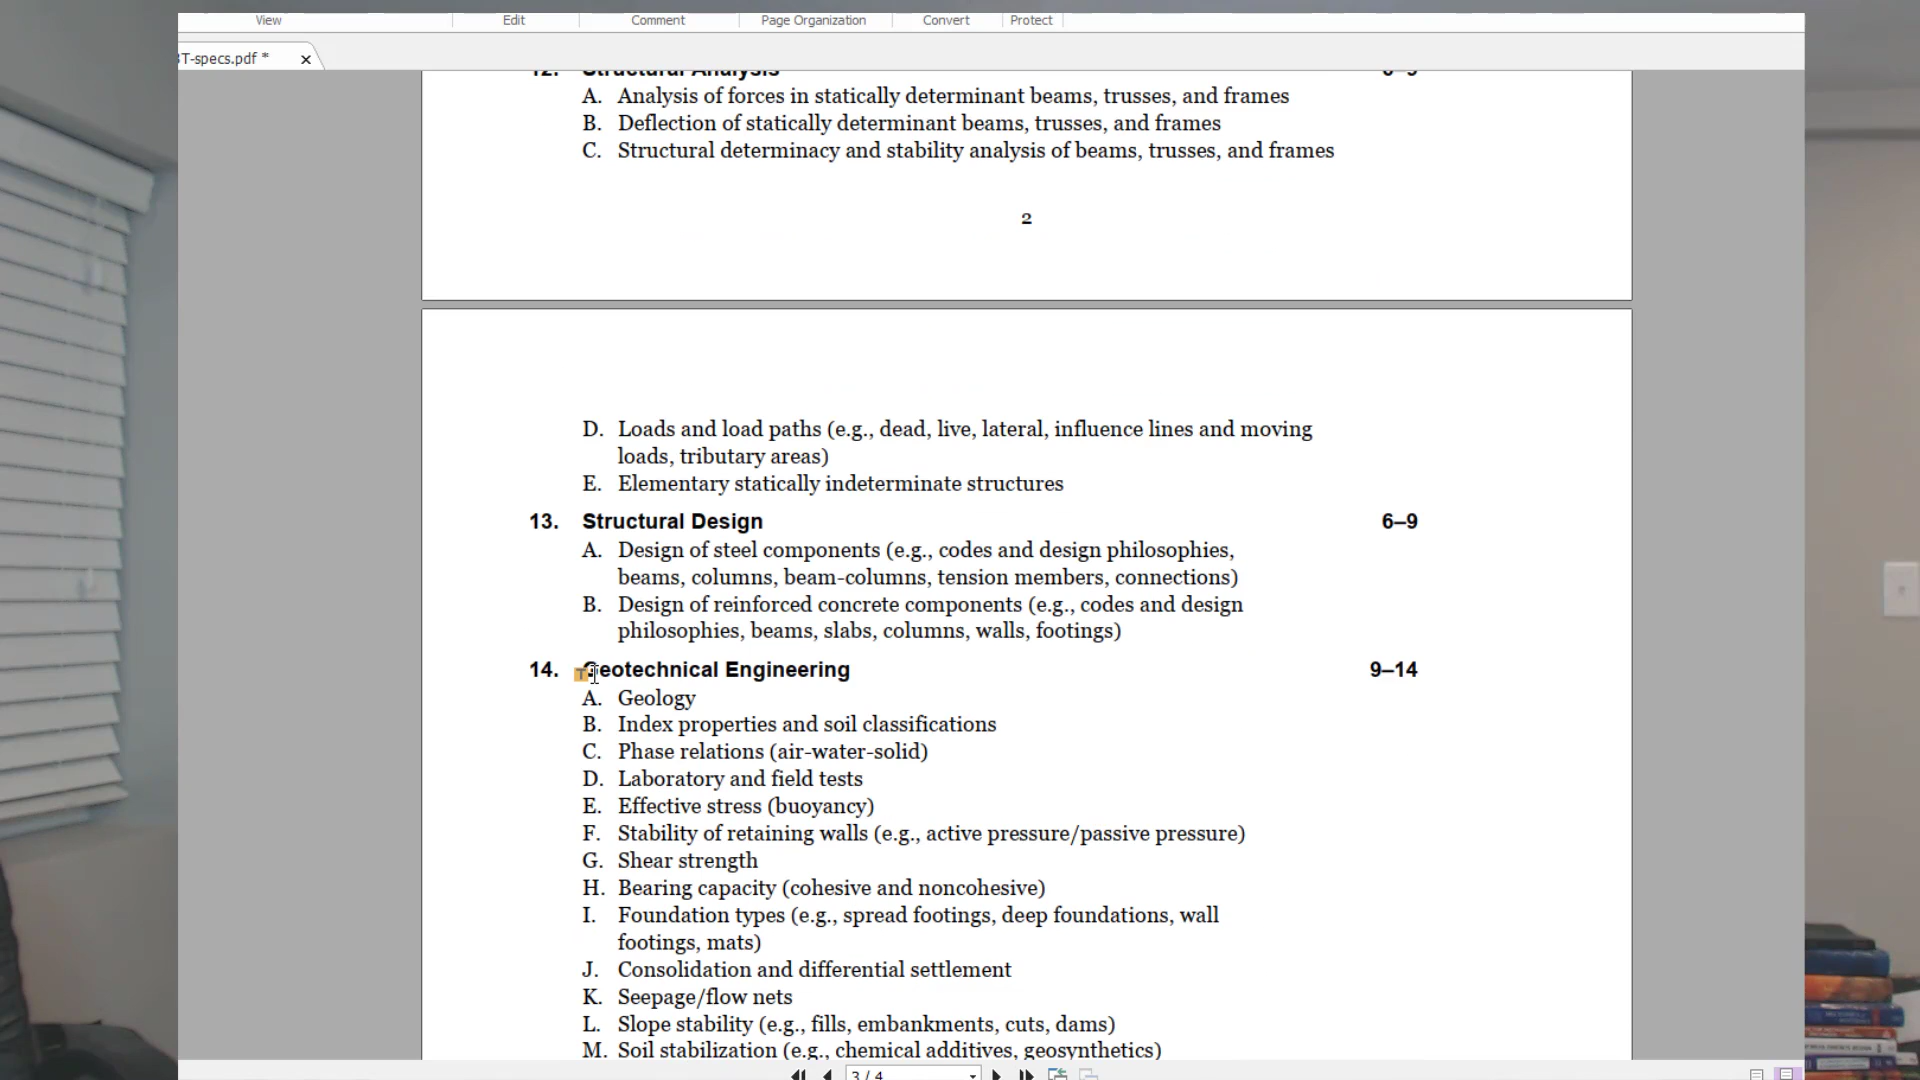 View Edit Comment Page Organization Convert Protect
T-specs.pdf *
12. Structural Analysis 6–9
A. Analysis of forces in statically determinant beams, trusses, and frames
B. Deflection of statically determinant beams, trusses, and frames
C. Structural determinacy and stability analysis of beams, trusses, and frames
2
D. Loads and load paths (e.g., dead, live, lateral, influence lines and moving
loads, tributary areas)
E. Elementary statically indeterminate structures
13. Structural Design 6–9
A. Design of steel components (e.g., codes and design philosophies,
beams, columns, beam-columns, tension members, connections)
B. Design of reinforced concrete components (e.g., codes and design
philosophies, beams, slabs, columns, walls, footings)
14. Geotechnical Engineering 9–14
A. Geology
B. Index properties and soil classifications
C. Phase relations (air-water-solid)
D. Laboratory and field tests
E. Effective stress (buoyancy)
F. Stability of retaining walls (e.g., active pressure/passive pressure)
G. Shear strength
H. Bearing capacity (cohesive and noncohesive)
I. Foundation types (e.g., spread footings, deep foundations, wall
footings, mats)
J. Consolidation and differential settlement
K. Seepage/flow nets
L. Slope stability (e.g., fills, embankments, cuts, dams)
M. Soil stabilization (e.g., chemical additives, geosynthetics)
3 / 4